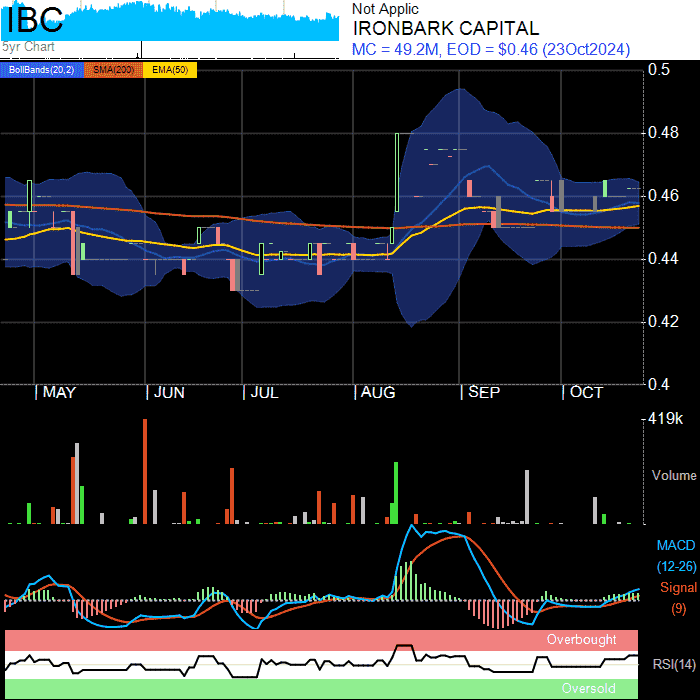 IBC
5yr Chart
Not Applic
IRONBARK CAPITAL
MC = 49.2M, EOD = $0.46 (23Oct2024)
BollBands(20,2) SMA(200) EMA(50)
0.5
0.48
0.46
0.44
0.42
0.4
MAY JUN JUL AUG SEP OCT
419k
Volume
MACD
(12-26)
Signal
(9)
Overbought
RSI(14)
Oversold